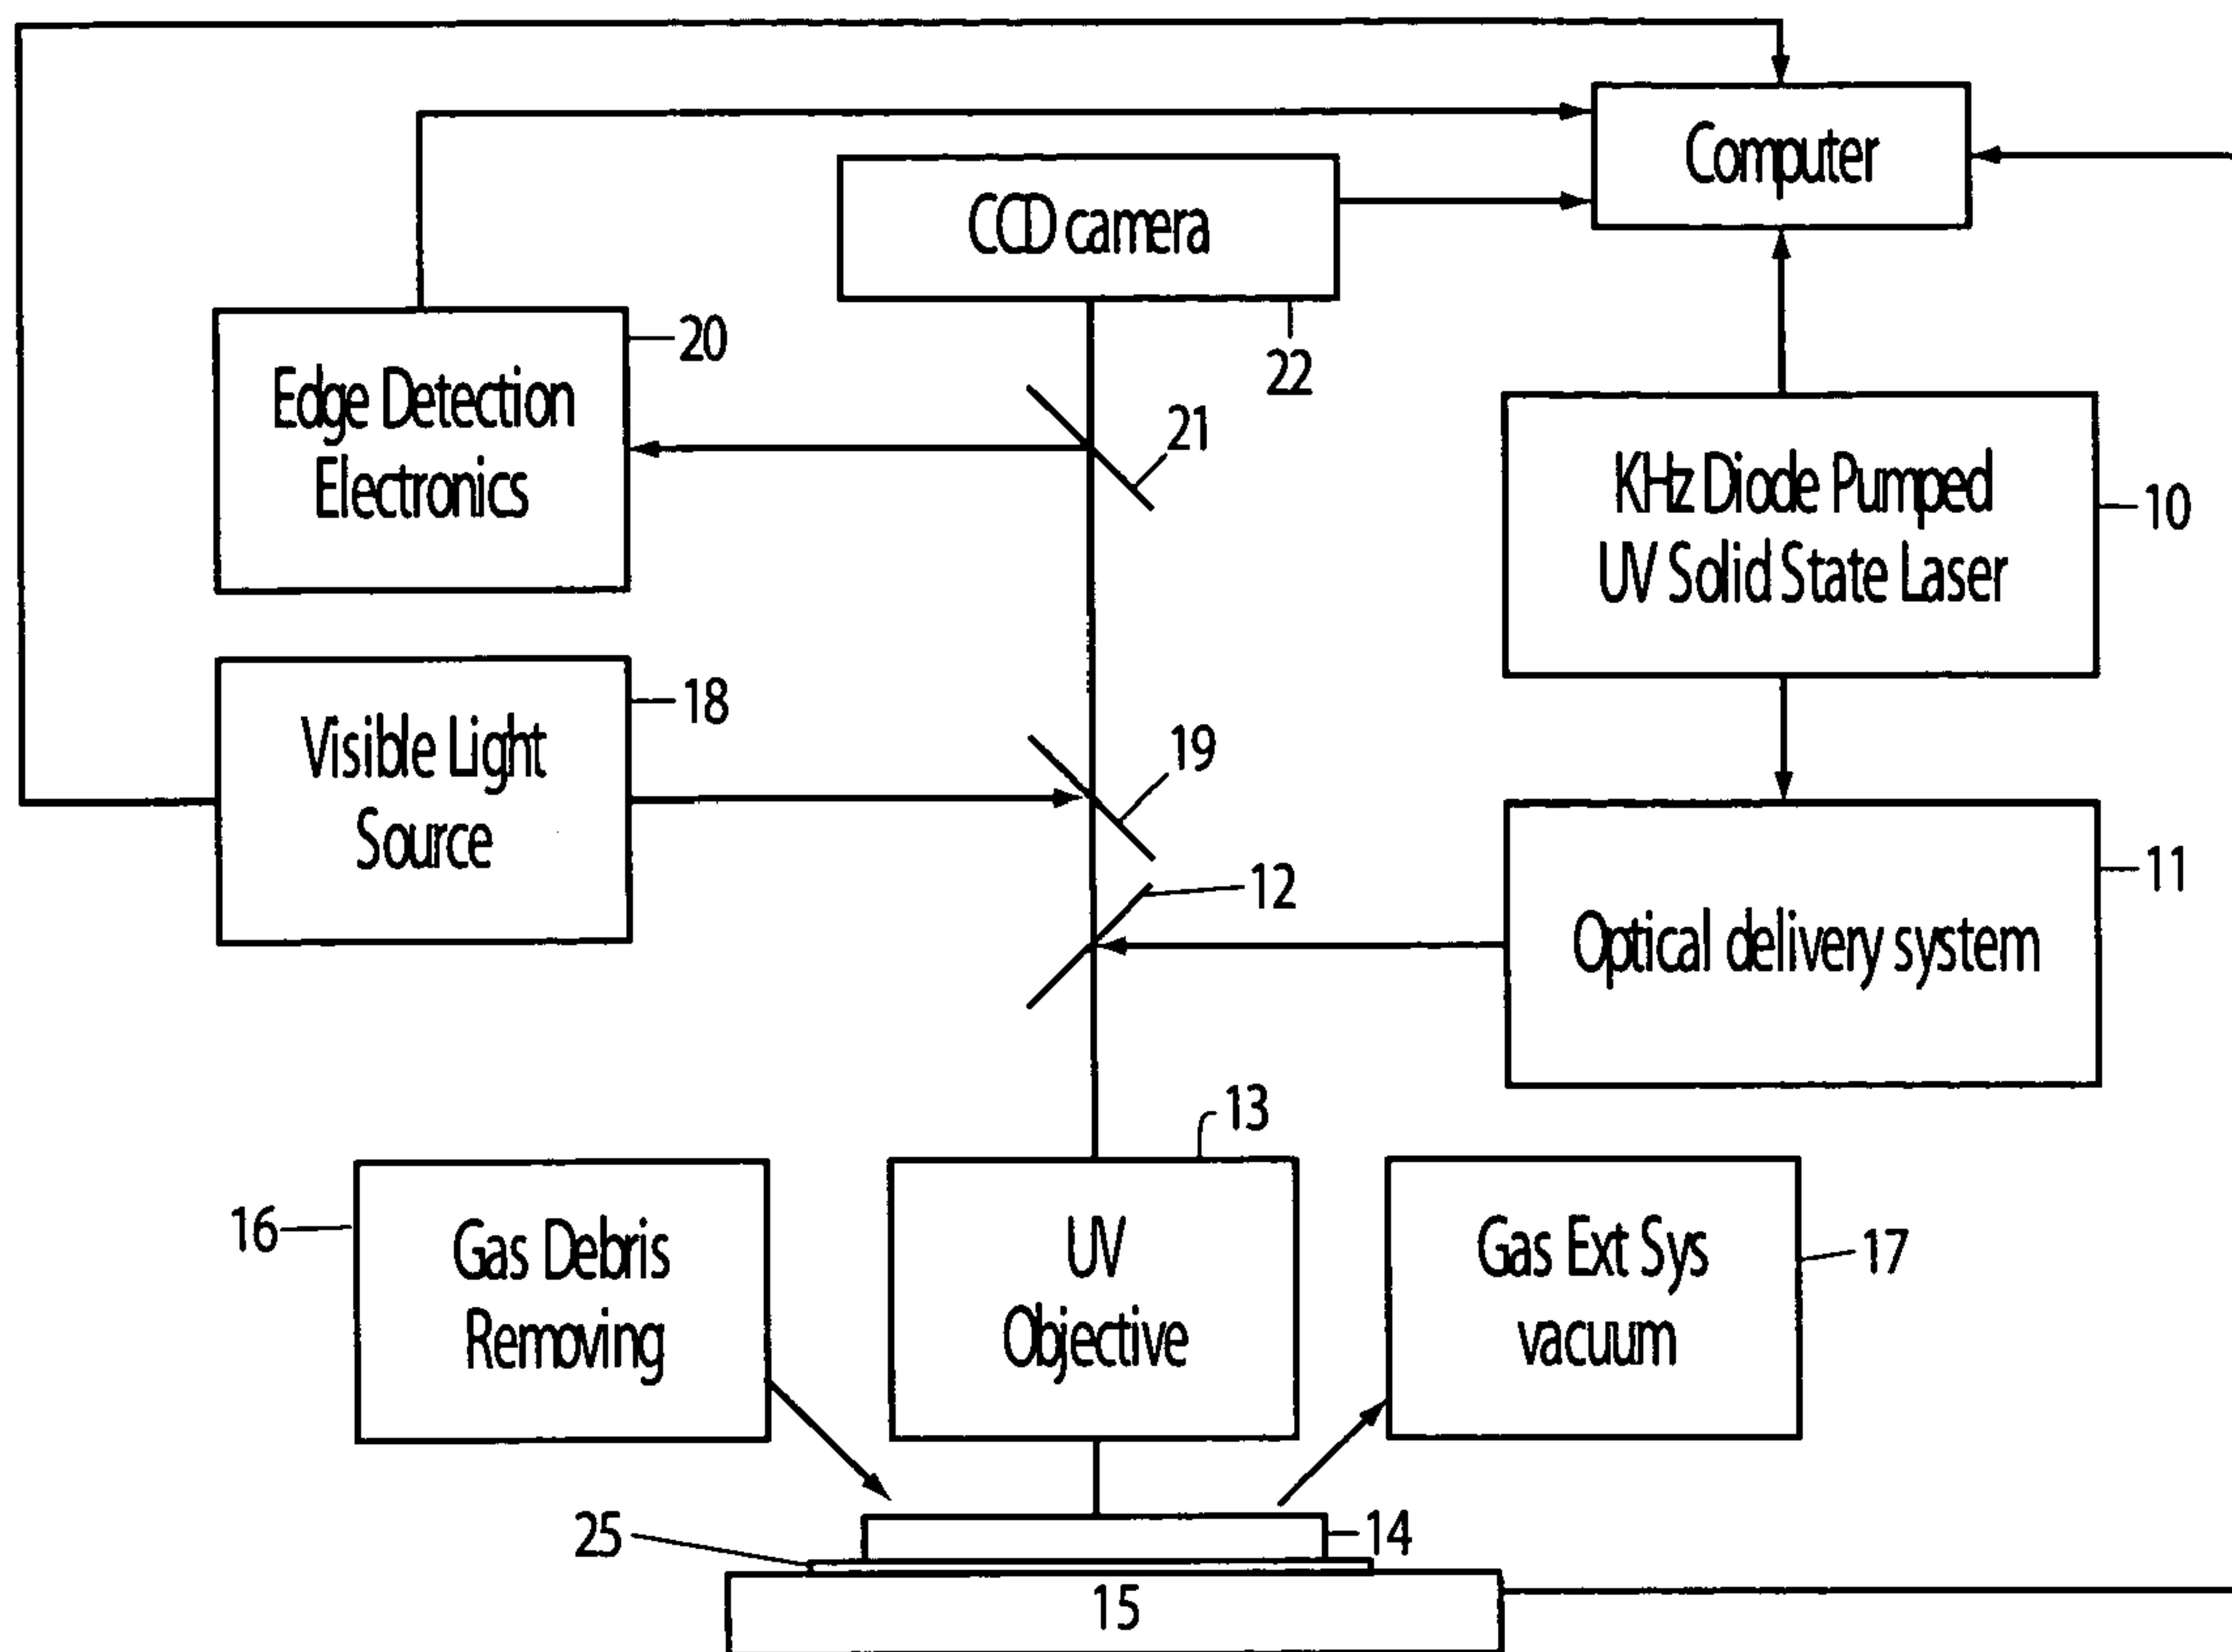 Computer
CCD camera
22
20
Edge Detection
Electronics
21
KHz Diode Pumped
UV Solid State Laser
10
18
Visible Light
Source
19
12
11
Optical delivery system
13
16
Gas Debris
Removing
UV
Objective
Gas Ext Sys
vacuum
17
25
14
15